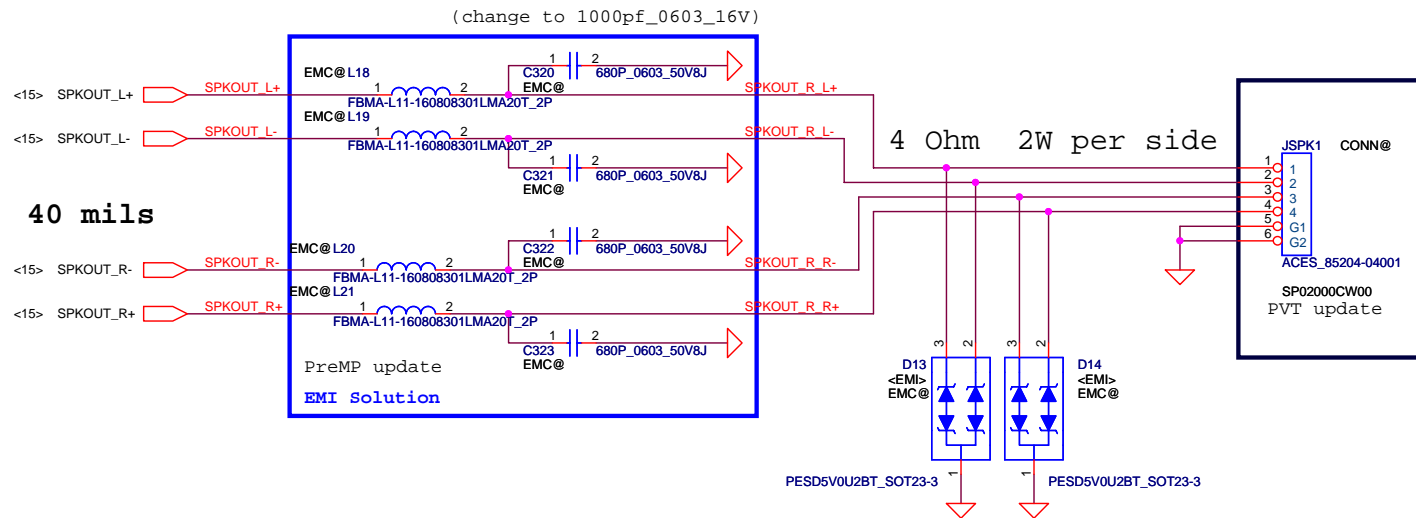 (change to 1000pf_0603_16V)
EMC@ L18
1 2
C320
EMC@
680P_0603_50V8J
<15> SPKOUT_L+
SPKOUT_L+
1 2
FBMA-L11-160808301LMA20T_2P
SPKOUT_R_L+
L19
EMC@
<15> SPKOUT_L-
SPKOUT_L-
1 2
FBMA-L11-160808301LMA20T_2P
SPKOUT_R_L-
4 Ohm 2W per side
1 2
C321
EMC@
680P_0603_50V8J
40 mils
1 2
C322
EMC@
680P_0603_50V8J
EMC@ L20
<15> SPKOUT_R-
SPKOUT_R-
1 2
FBMA-L11-160808301LMA20T_2P
SPKOUT_R_R-
EMC@ L21
<15> SPKOUT_R+
SPKOUT_R+
1 2
FBMA-L11-160808301LMA20T_2P
SPKOUT_R_R+
1 2
C323
EMC@
680P_0603_50V8J
PreMP update
EMI Solution
JSPK1 CONN@
1 1
2 2
3 3
4 4
5 G1
6 G2
ACES_85204-04001
SP02000CW00
PVT update
3 2
D13
<EMI>
EMC@
1
PESD5V0U2BT_SOT23-3
3 2
D14
<EMI>
EMC@
1
PESD5V0U2BT_SOT23-3